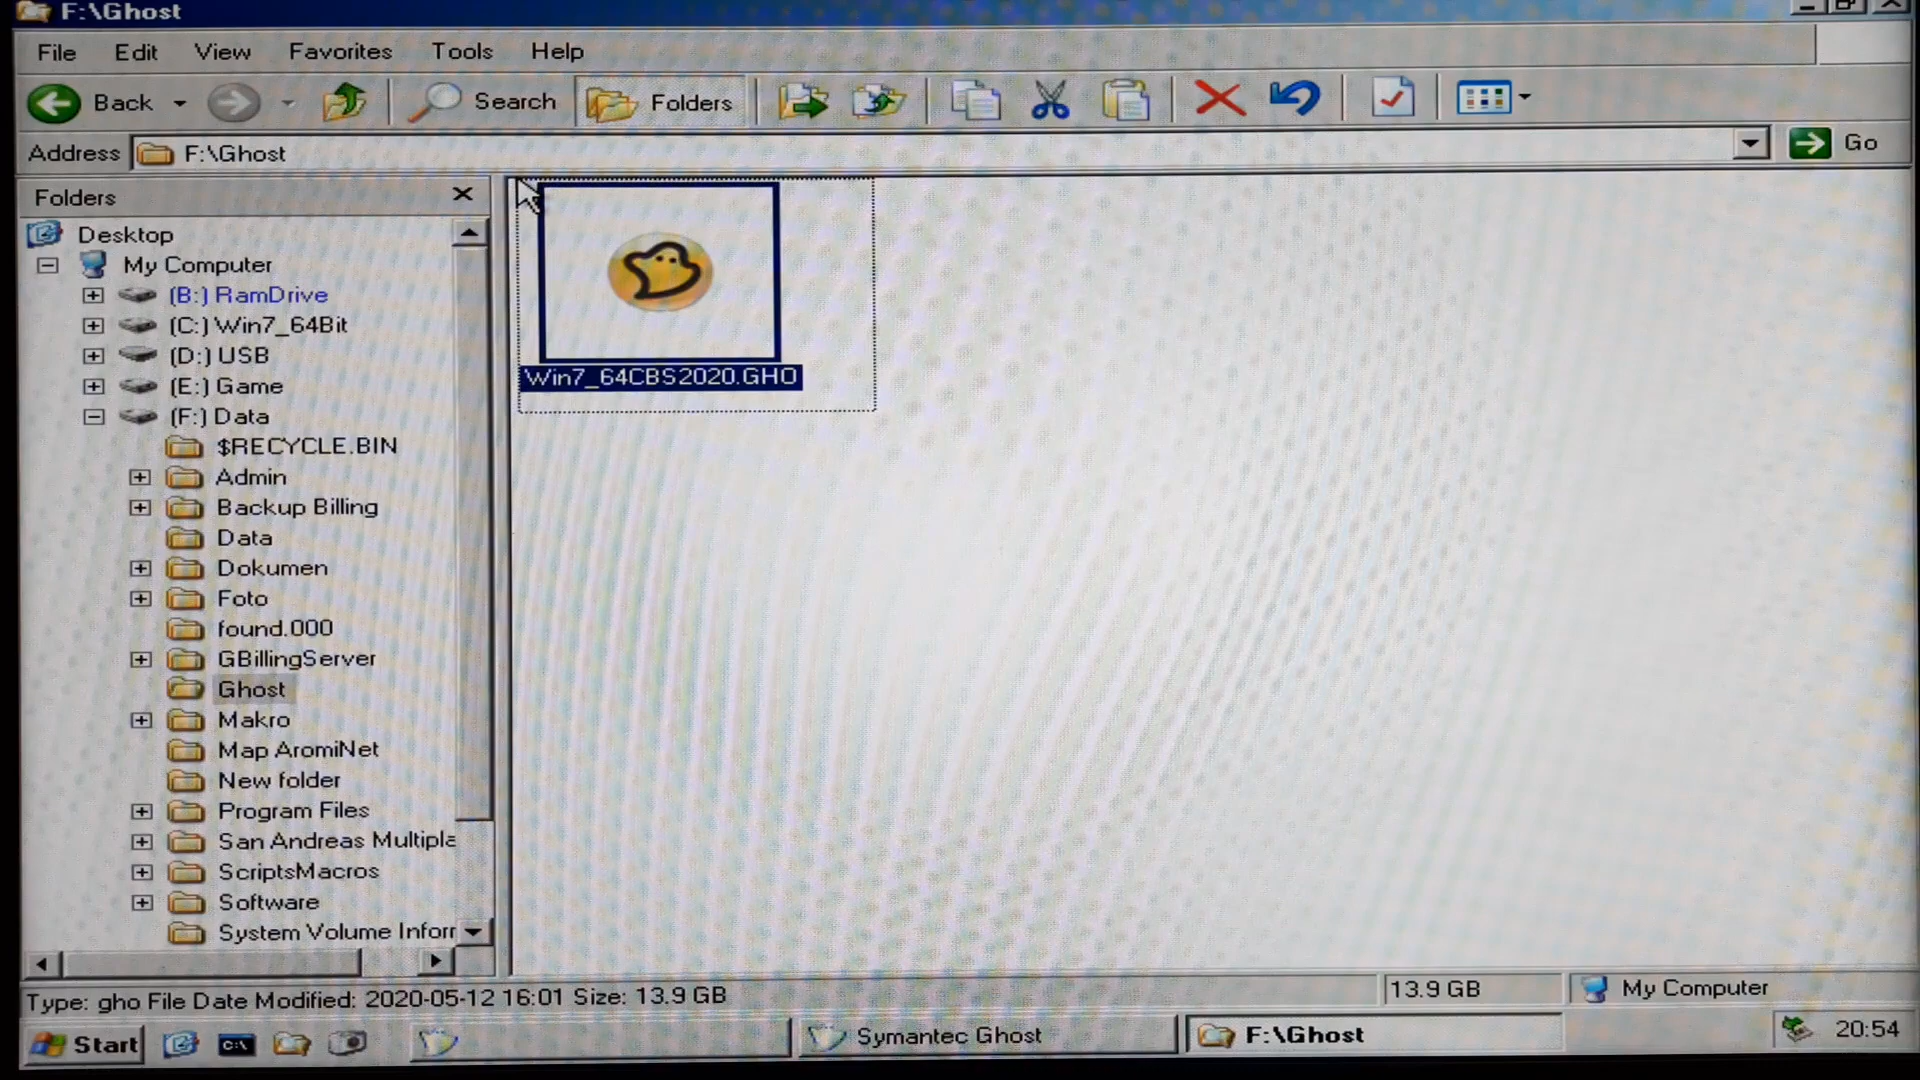 F:\Ghost
File Edit View Favorites Tools Help
Back Search Folders
Address F:\Ghost Go
Folders
Desktop
My Computer
(B:) RamDrive
(C:) Win7_64Bit
(D:) USB
(E:) Game
(F:) Data
$RECYCLE.BIN
Admin
Backup Billing
Data
Dokumen
Foto
found.000
GBillingServer
Ghost
Makro
Map AromiNet
New folder
Program Files
San Andreas Multipla
ScriptsMacros
Software
System Volume Inforr
Win7_64CBS2020.GHO
Type: gho File Date Modified: 2020-05-12 16:01 Size: 13.9 GB
13.9 GB
My Computer
Start
C:\
Symantec Ghost
F:\Ghost
20:54